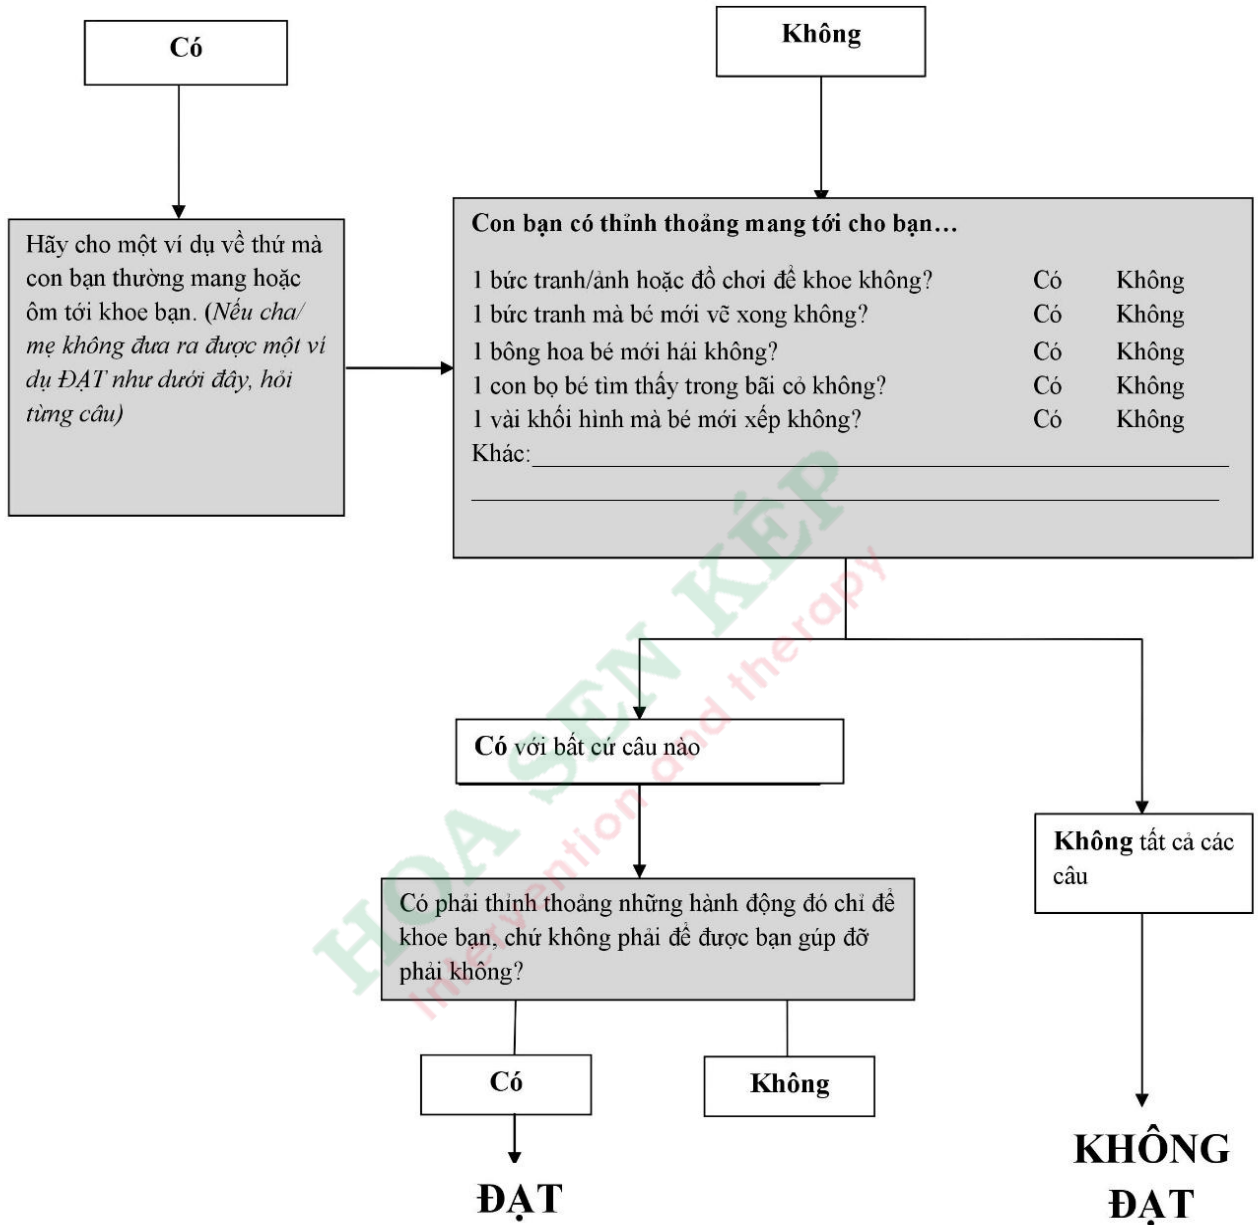 Có
Không
Hãy cho một ví dụ về thứ mà
con bạn thường mang hoặc
ôm tới khoe bạn. (Nếu cha/
mẹ không đưa ra được một ví
dụ ĐẠT như dưới đây, hỏi
từng câu)
Con bạn có thỉnh thoảng mang tới cho bạn…
1 bức tranh/ảnh hoặc đồ chơi để khoe không? Có Không
1 bức tranh mà bé mới vẽ xong không? Có Không
1 bông hoa bé mới hái không? Có Không
1 con bọ bé tìm thấy trong bãi cỏ không? Có Không
1 vài khối hình mà bé mới xếp không? Có Không
Khác:
Có với bất cứ câu nào
Không tất cả các
câu
Có phải thỉnh thoảng những hành động đó chỉ để
khoe bạn, chứ không phải để được bạn gúp đỡ
phải không?
Có
Không
ĐẠT
KHÔNG
ĐẠT
HOA SEN KÉP
Intervention and therapy